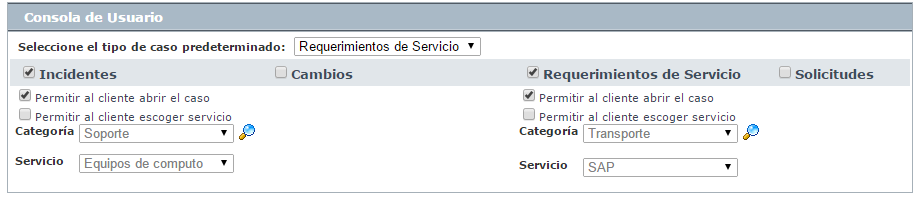 Consola de Usuario
Seleccione el tipo de caso predeterminado: Requerimientos de Servicio
Incidentes Cambios Requerimientos de Servicio Solicitudes
Permitir al cliente abrir el caso Permitir al cliente abrir el caso
Permitir al cliente escoger servicio Permitir al cliente escoger servicio
Categoría Soporte Categoría Transporte
Servicio Equipos de computo Servicio SAP